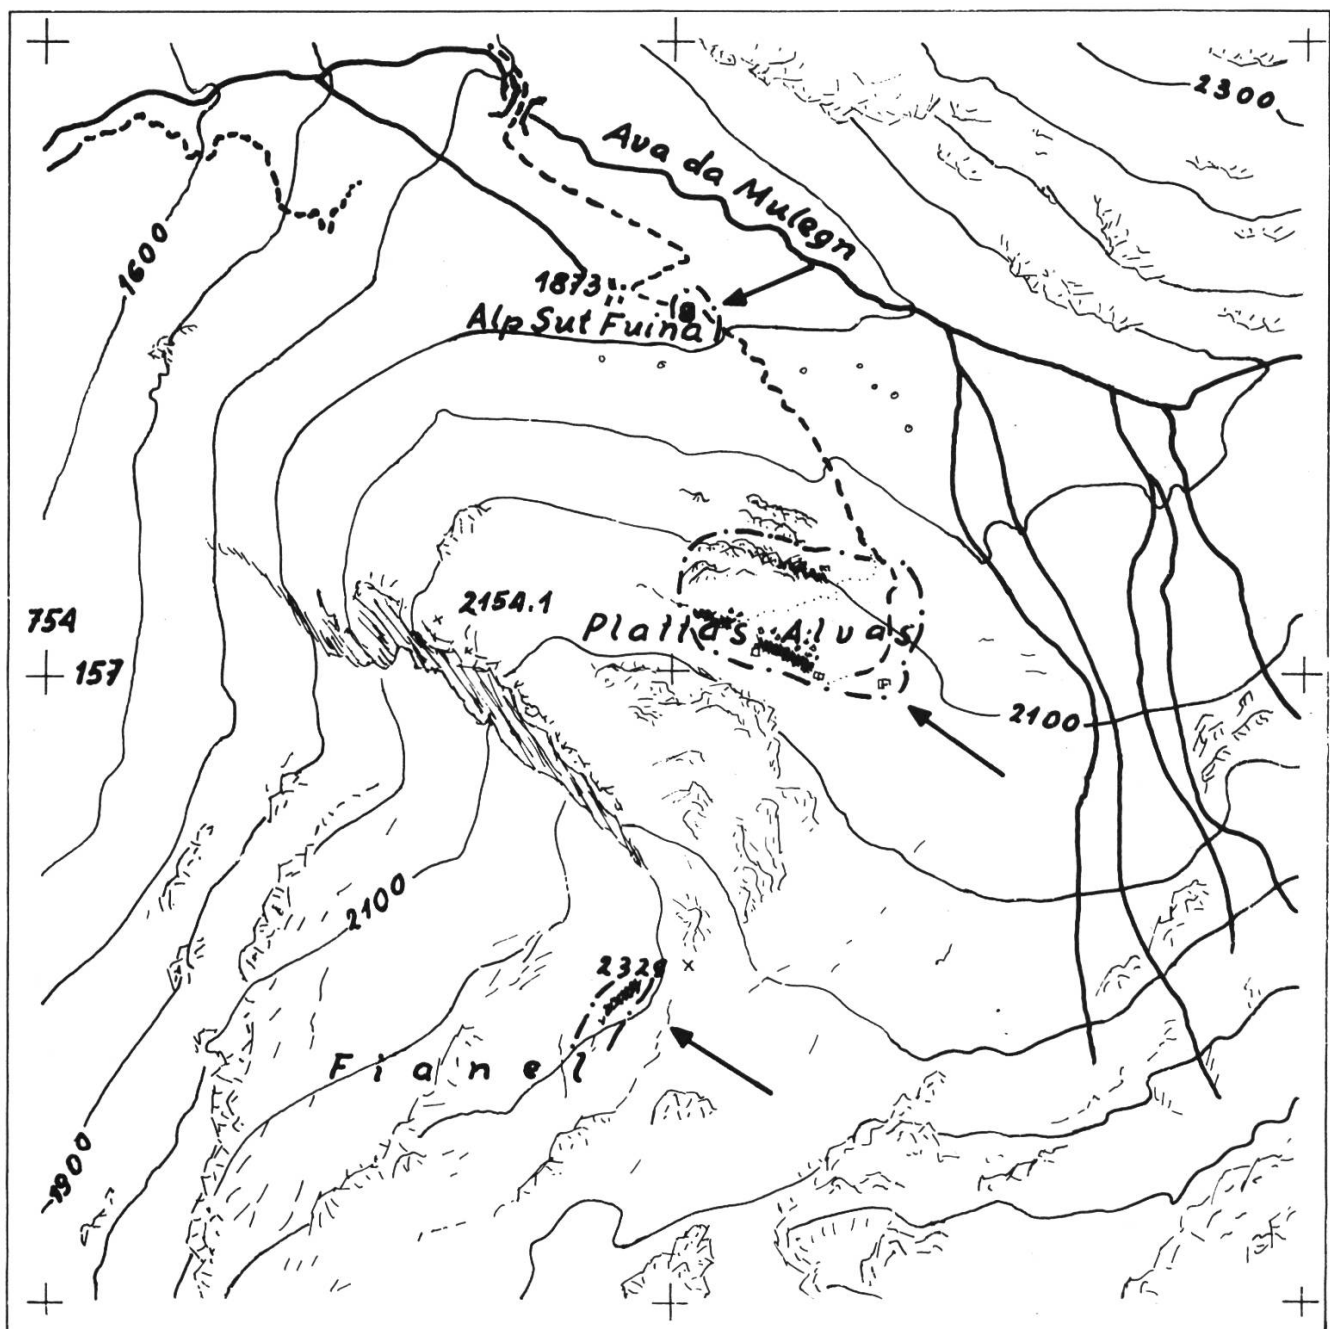 2300
Ava da Mulegn
1600
1873
Alp Sut Fuina
2154.1
754
Plattas Alvas
157
2100
2100
2329
Fianel
1900